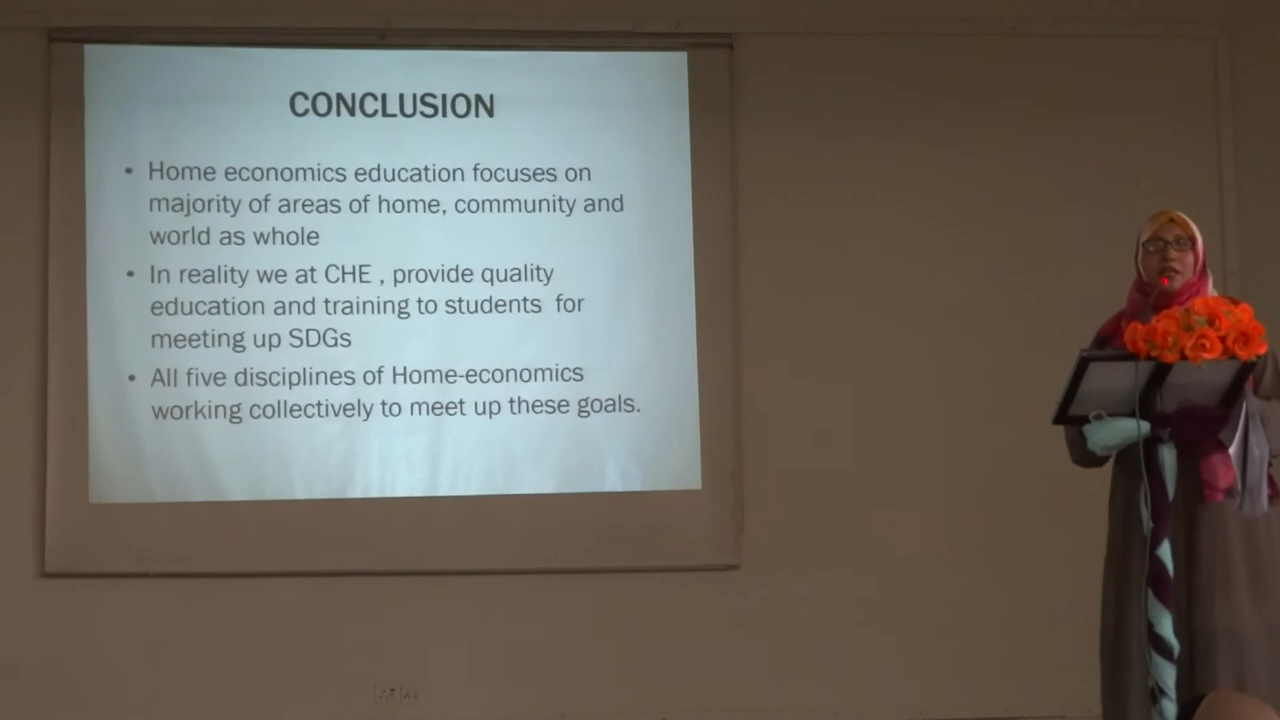 CONCLUSION
• Home economics education focuses on
majority of areas of home, community and
world as whole
• In reality we at CHE , provide quality
education and training to students for
meeting up SDGs
• All five disciplines of Home-economics
working collectively to meet up these goals.